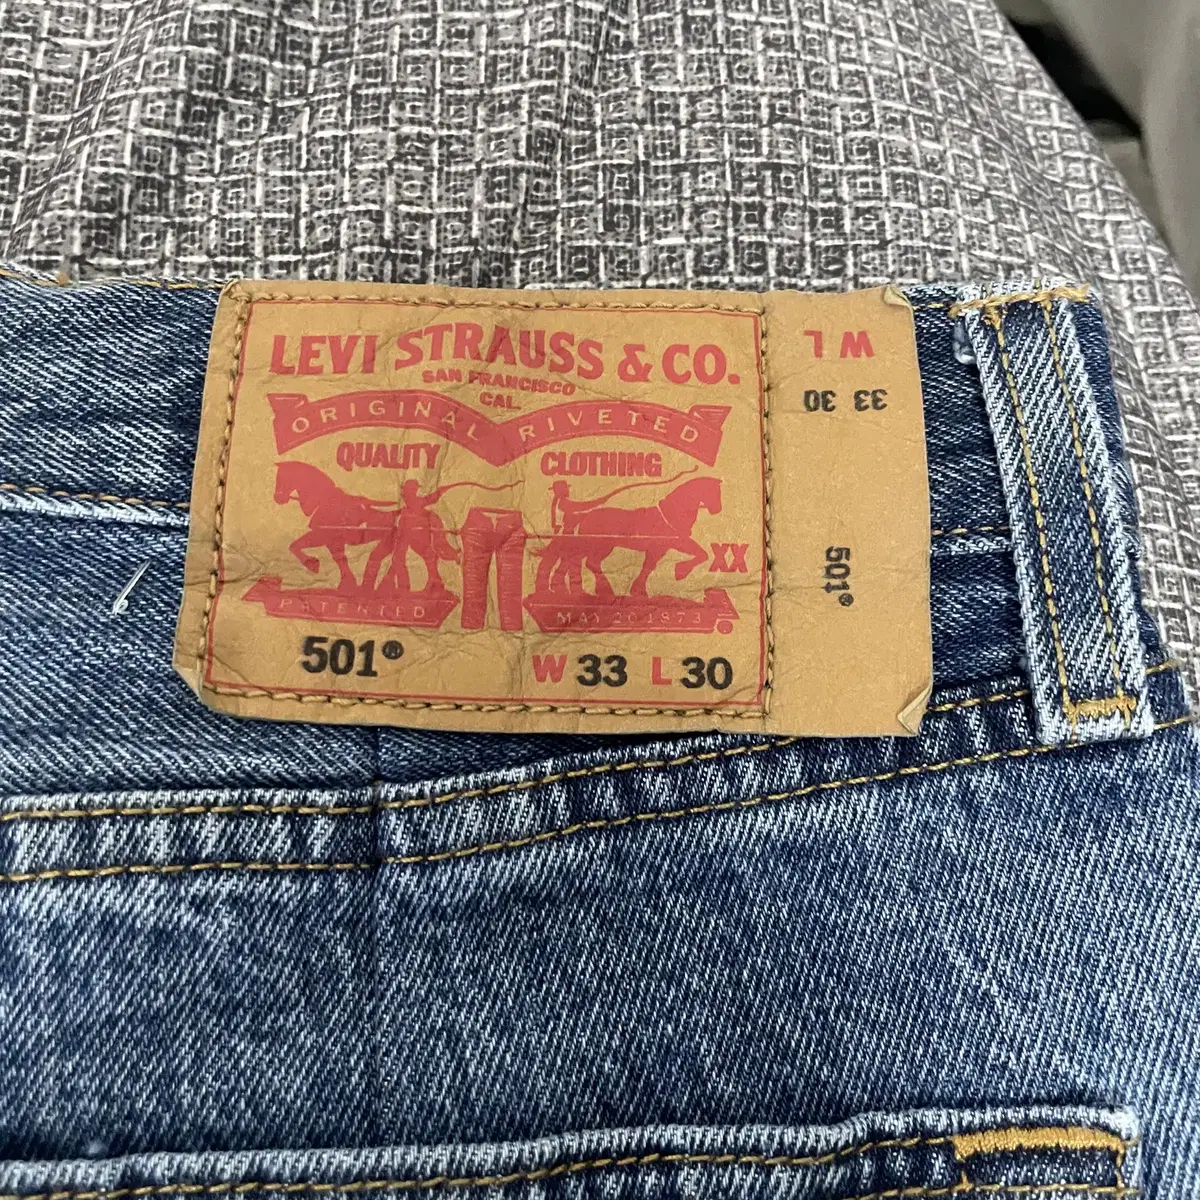 LEVI STRAUSS & CO.
SAN FRANCISCO
CAL.
ORIGINAL RIVETED
QUALITY CLOTHING
XX
PATENTED MAY 20 1873
501® W 33 L 30
W L
33 30
501®